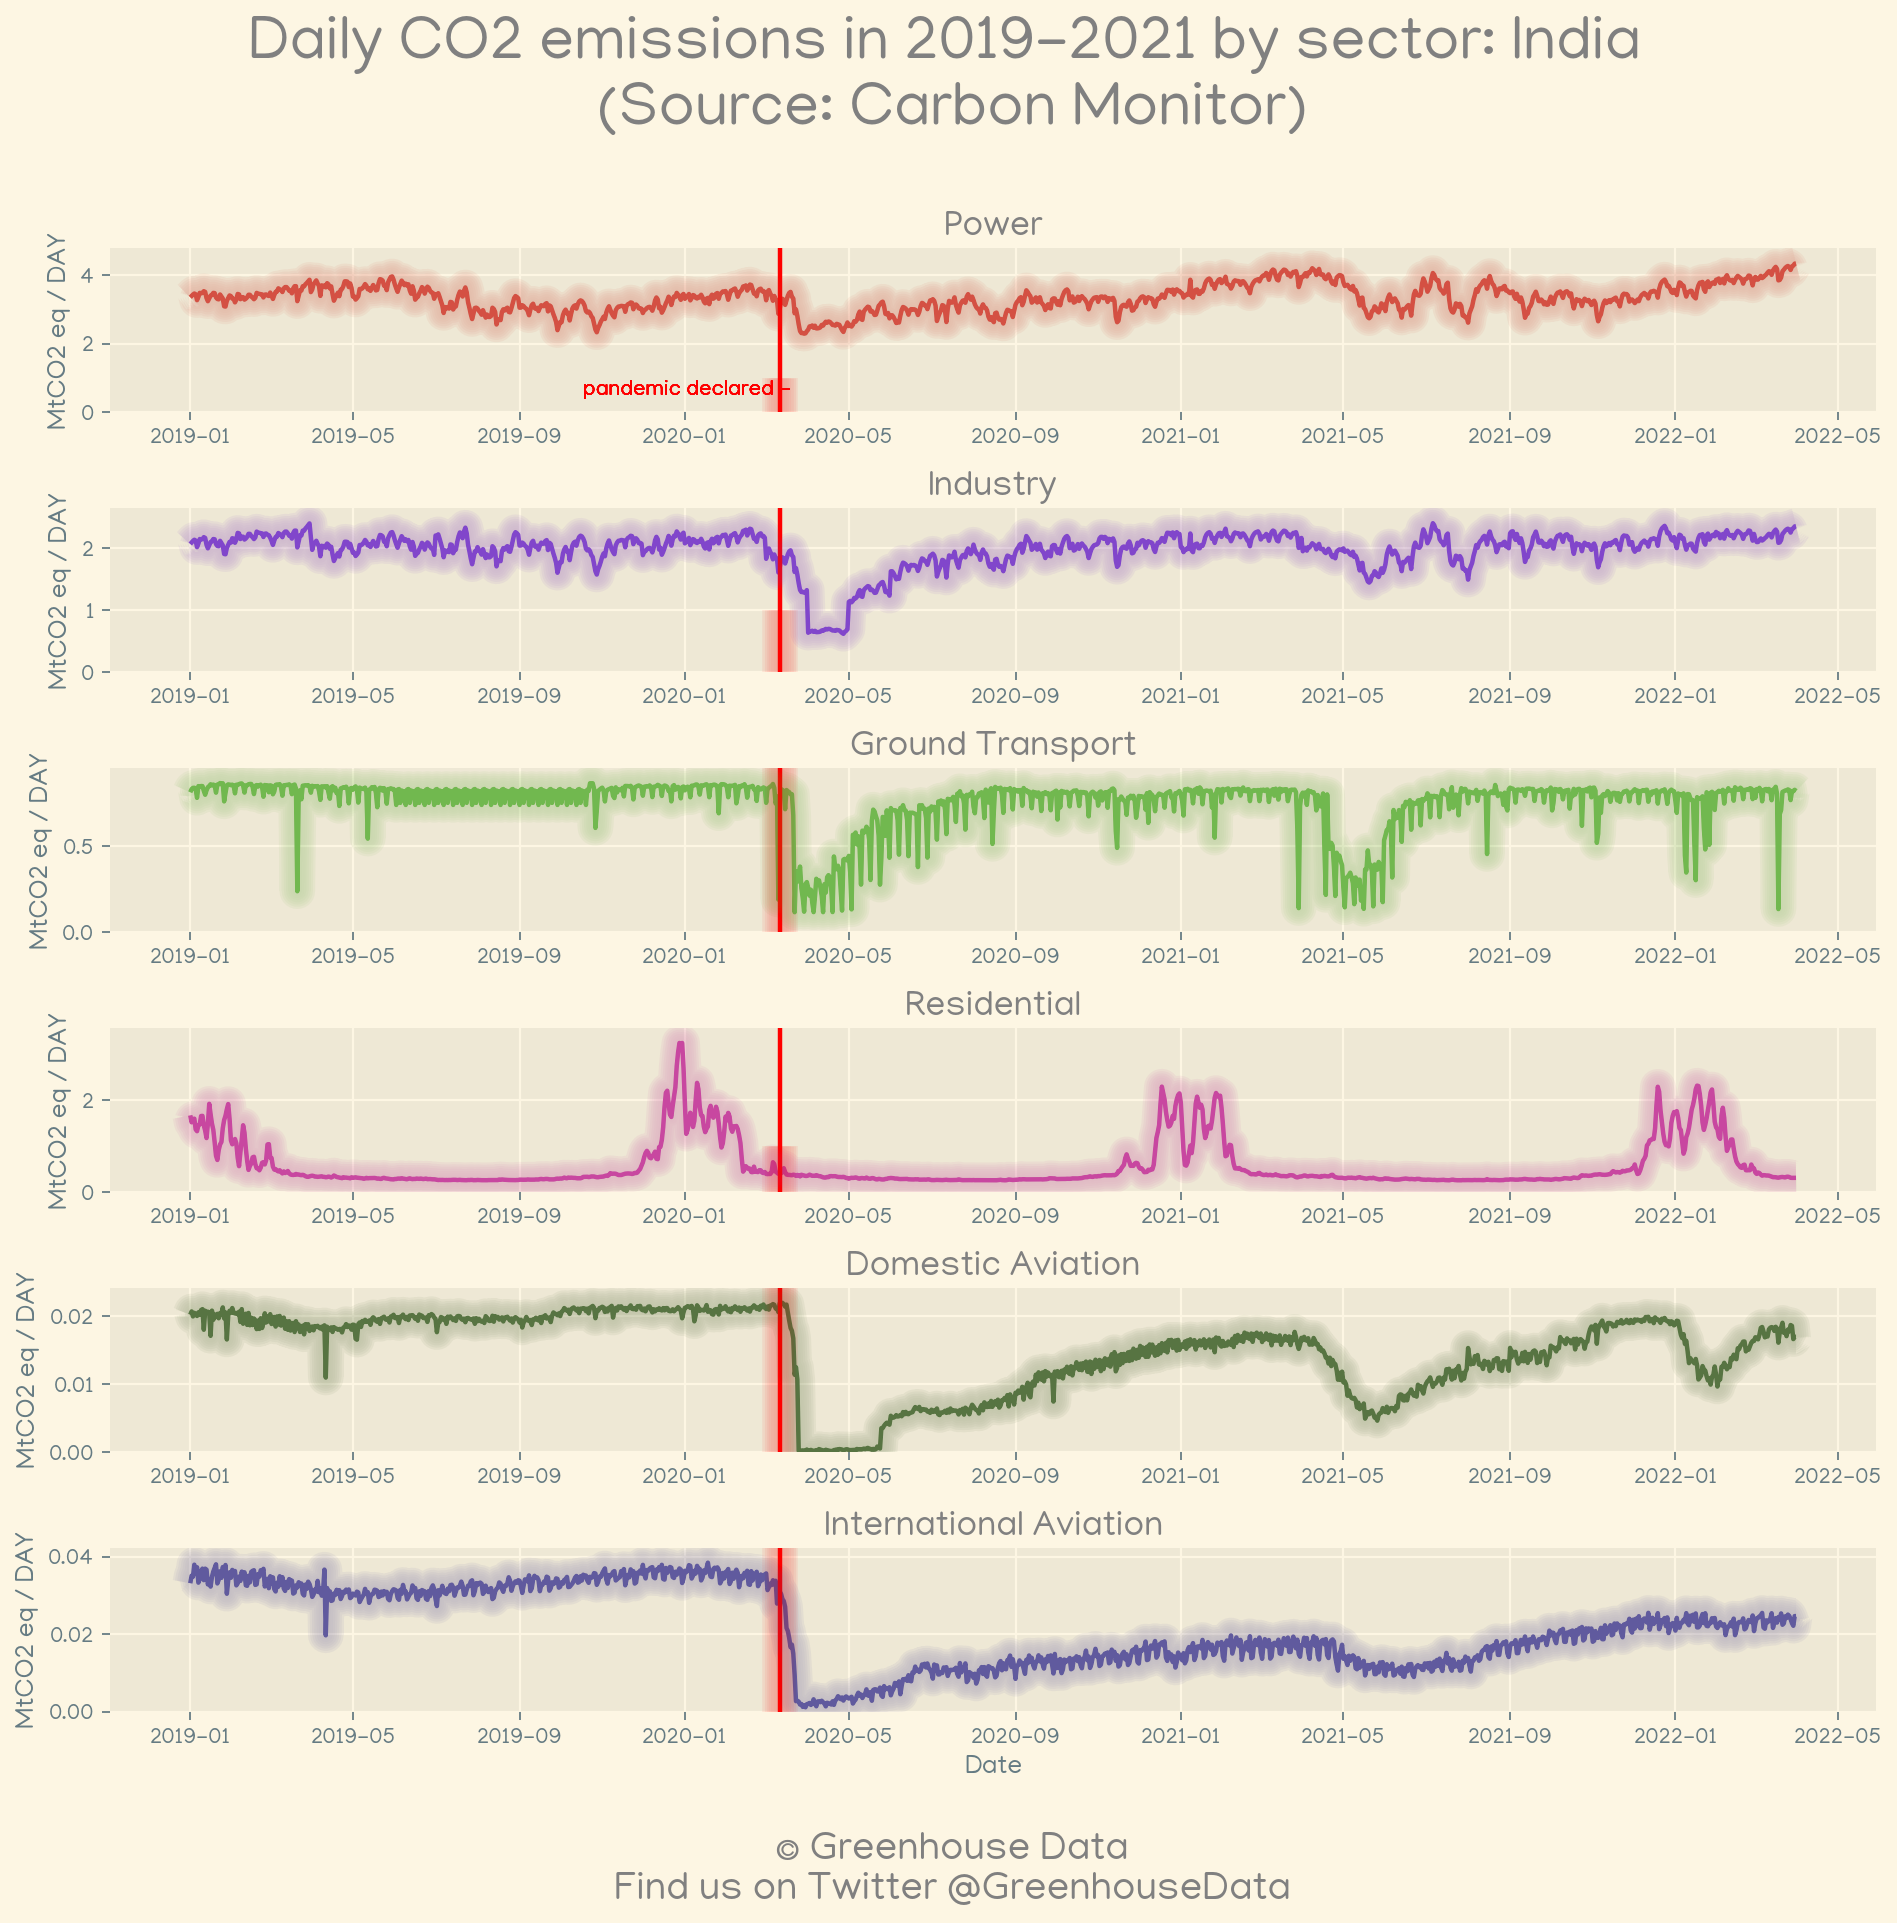 Daily CO2 emissions in 2019-2021 by sector: India
(Source: Carbon Monitor)
Power
MtCO2 eq / DAY
4
2
0
pandemic declared
2019-01 2019-05 2019-09 2020-01 2020-05 2020-09 2021-01 2021-05 2021-09 2022-01 2022-05
Industry
MtCO2 eq / DAY
2
1
0
2019-01 2019-05 2019-09 2020-01 2020-05 2020-09 2021-01 2021-05 2021-09 2022-01 2022-05
Ground Transport
MtCO2 eq / DAY
0.5
0.0
2019-01 2019-05 2019-09 2020-01 2020-05 2020-09 2021-01 2021-05 2021-09 2022-01 2022-05
Residential
MtCO2 eq / DAY
2
0
2019-01 2019-05 2019-09 2020-01 2020-05 2020-09 2021-01 2021-05 2021-09 2022-01 2022-05
Domestic Aviation
MtCO2 eq / DAY
0.02
0.01
0.00
2019-01 2019-05 2019-09 2020-01 2020-05 2020-09 2021-01 2021-05 2021-09 2022-01 2022-05
International Aviation
MtCO2 eq / DAY
0.04
0.02
0.00
2019-01 2019-05 2019-09 2020-01 2020-05 2020-09 2021-01 2021-05 2021-09 2022-01 2022-05
Date
© Greenhouse Data
Find us on Twitter @GreenhouseData